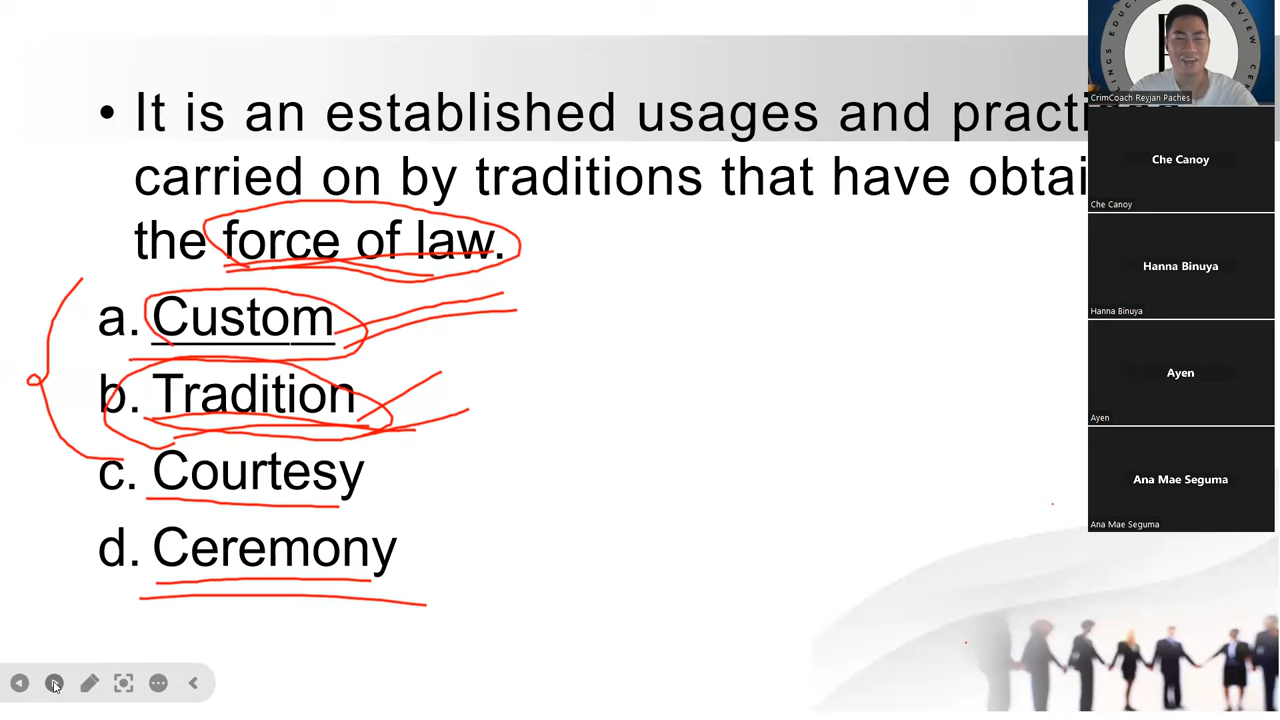 • It is an established usages and practi
carried on by traditions that have obtai
the force of law.
a. Custom
b. Tradition
c. Courtesy
d. Ceremony
CrimCoach Reyjan Paches
Che Canoy
Che Canoy
Hanna Binuya
Hanna Binuya
Ayen
Ayen
Ana Mae Seguma
Ana Mae Seguma